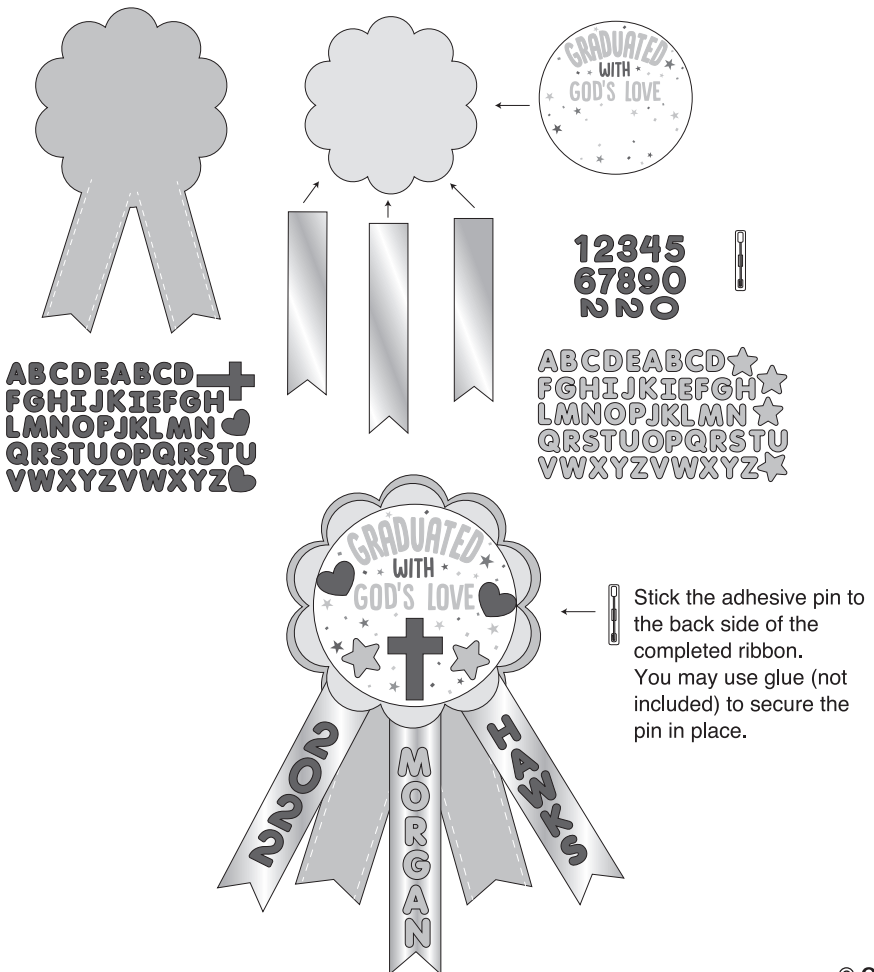 GRADUATED
WITH
GOD'S LOVE
12345
67890
220
ABCDEABCD
FGHIJKIEFGH
LMNOPJKLMN
QRSTUOPQRSTU
VWXYZVWXYZ
ABCDEABCD
FGHIJKIEFGH
LMNOPJKLMN
QRSTUOPQRSTU
VWXYZVWXYZ
GRADUATED
WITH
GOD'S LOVE
2022
MORGAN
HAWKS
Stick the adhesive pin to
the back side of the
completed ribbon.
You may use glue (not
included) to secure the
pin in place.